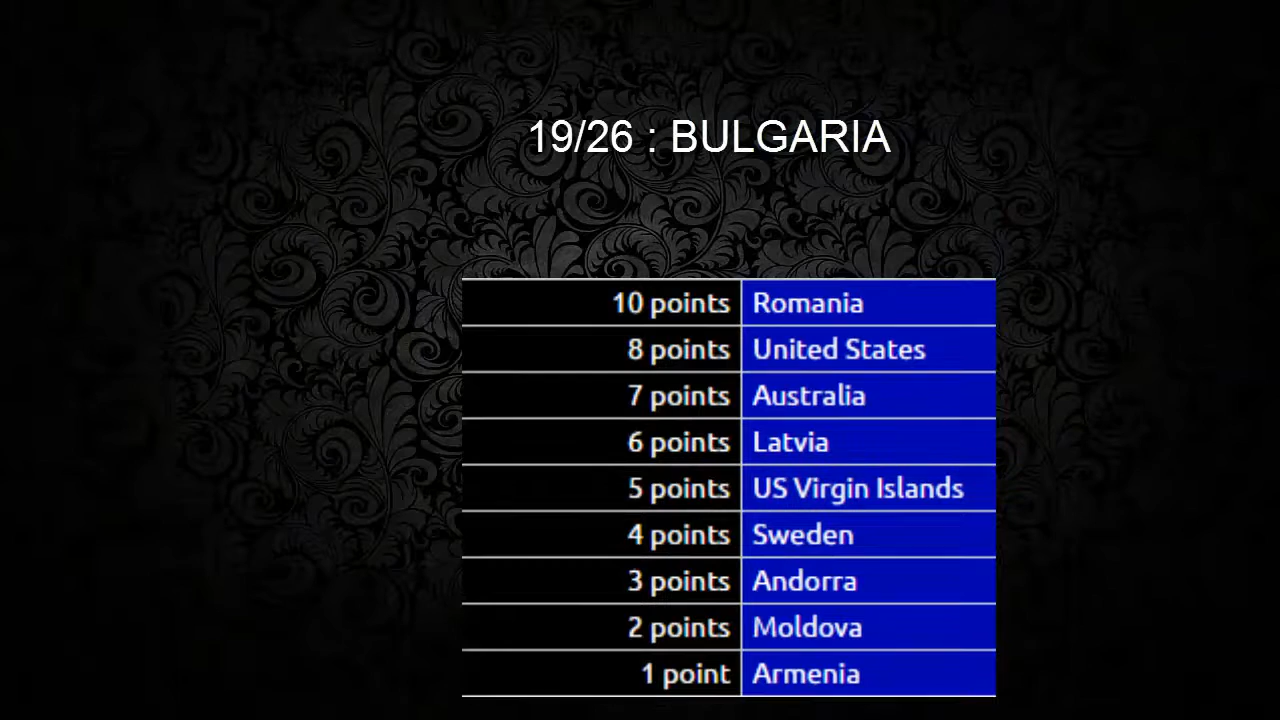 19/26 : BULGARIA
10 points Romania
8 points United States
7 points Australia
6 points Latvia
5 points US Virgin Islands
4 points Sweden
3 points Andorra
2 points Moldova
1 point Armenia